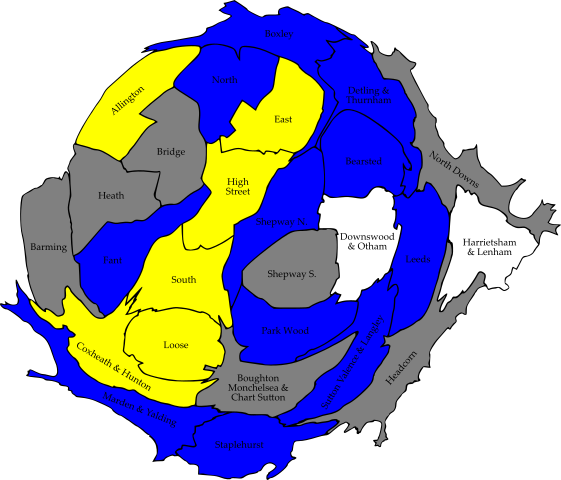 Boxley
North
Detling &
Thurnham
Allington
East
Bridge
Bearsted
North Downs
Heath
High
Street
Shepway N.
Downswood
& Otham
Harrietsham
& Lenham
Barming
Fant
Leeds
Shepway S.
South
Park Wood
Loose
Sutton Valence & Langley
Coxheath & Hunton
Headcorn
Boughton
Monchelsea &
Chart Sutton
Marden & Yalding
Staplehurst